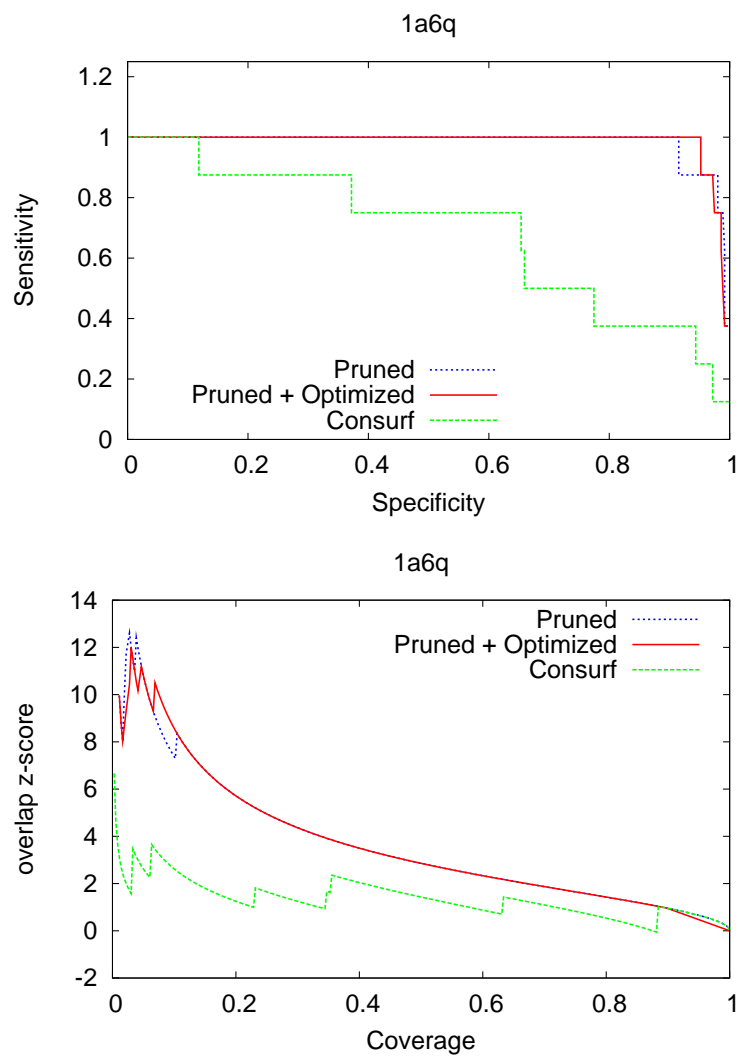 1a6q
1.2
1
0.8
0.6
0.4
0.2
0
Sensitivity
Pruned
Pruned + Optimized
Consurf
0 0.2 0.4 0.6 0.8 1
Specificity
1a6q
14
12
10
8
6
4
2
0
-2
overlap z-score
Pruned
Pruned + Optimized
Consurf
0 0.2 0.4 0.6 0.8 1
Coverage